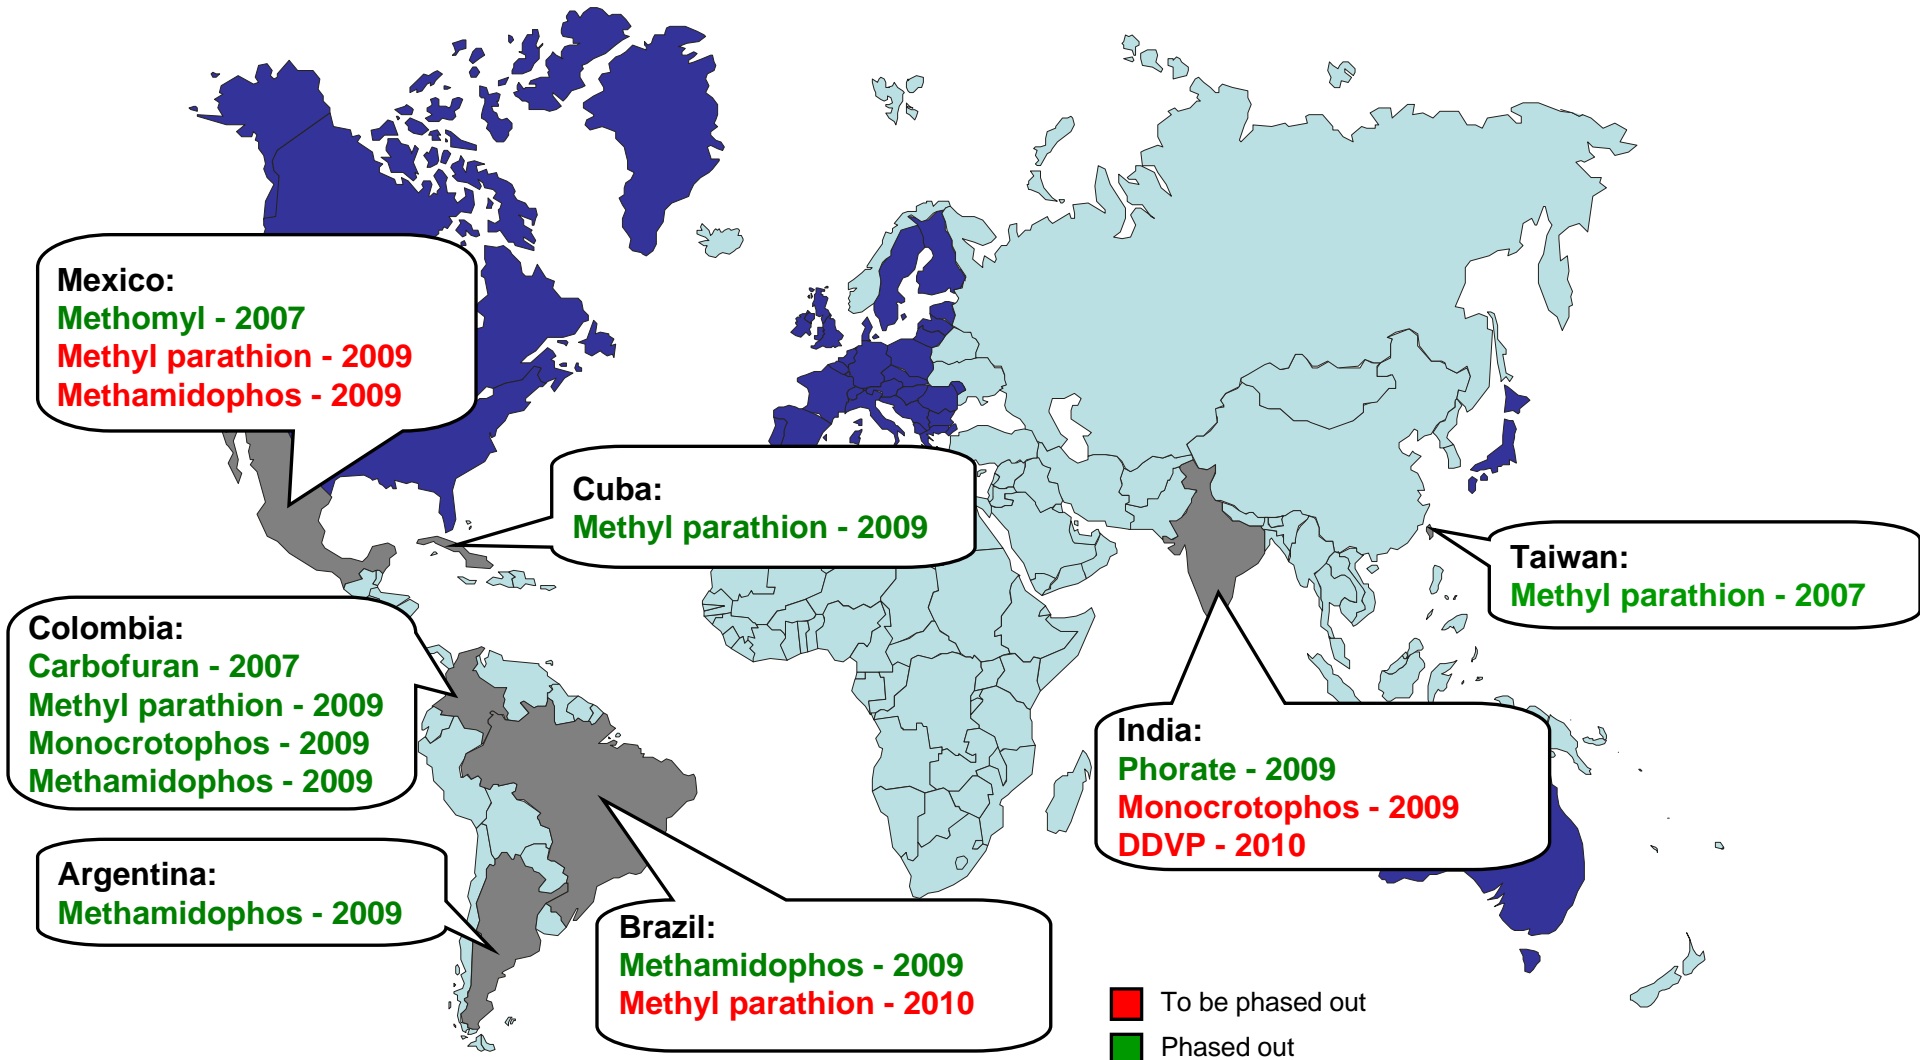 Mexico:
Methomyl - 2007
Methyl parathion - 2009
Methamidophos - 2009
Cuba:
Methyl parathion - 2009
Taiwan:
Methyl parathion - 2007
Colombia:
Carbofuran - 2007
Methyl parathion - 2009
Monocrotophos - 2009
Methamidophos - 2009
India:
Phorate - 2009
Monocrotophos - 2009
DDVP - 2010
Argentina:
Methamidophos - 2009
Brazil:
Methamidophos - 2009
Methyl parathion - 2010
To be phased out
Phased out